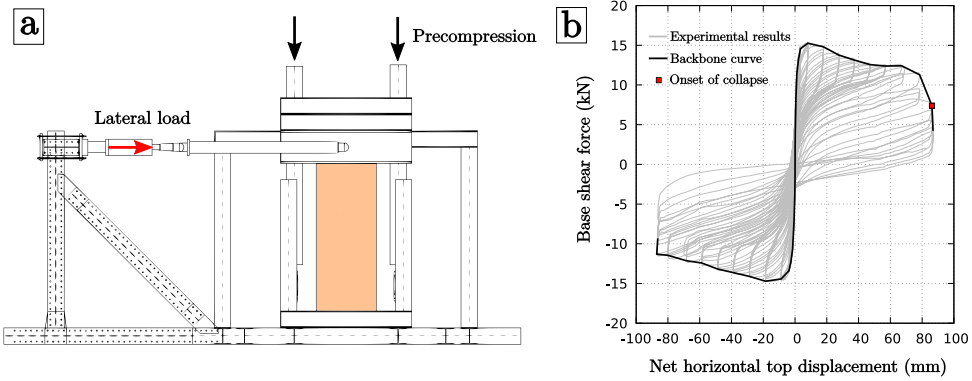 a
Precompression
Lateral load
b
Experimental results
Backbone curve
Onset of collapse
Base shear force (kN)
20
15
10
5
0
-5
-10
-15
-20
-100 -80 -60 -40 -20 0 20 40 60 80 100
Net horizontal top displacement (mm)